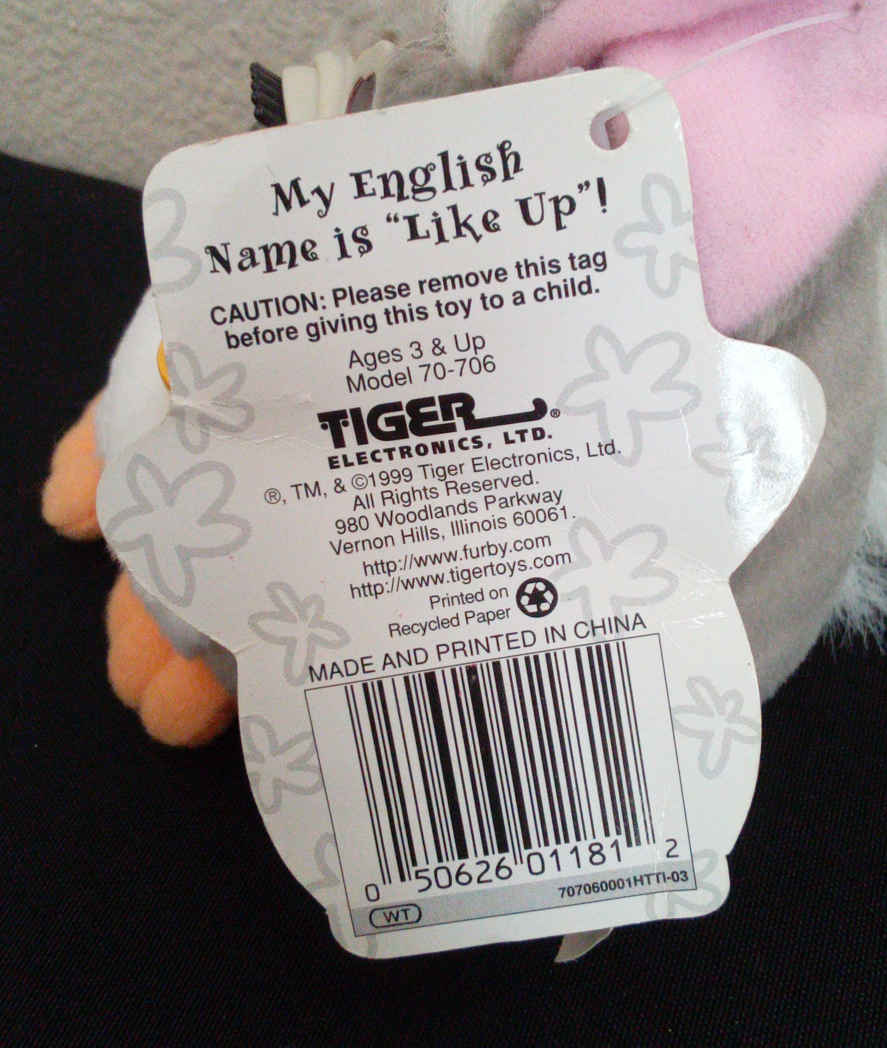 My English
Name is “Like Up”!
CAUTION: Please remove this tag
before giving this toy to a child.
Ages 3 & Up
Model 70-706
TIGER®
ELECTRONICS, LTD.
®, TM, & ©1999 Tiger Electronics, Ltd.
All Rights Reserved.
980 Woodlands Parkway
Vernon Hills, Illinois 60061.
http://www.furby.com
http://www.tigertoys.com
Printed on
Recycled Paper
MADE AND PRINTED IN CHINA
0 50626 01181 2
WT 707060001HTTI-03